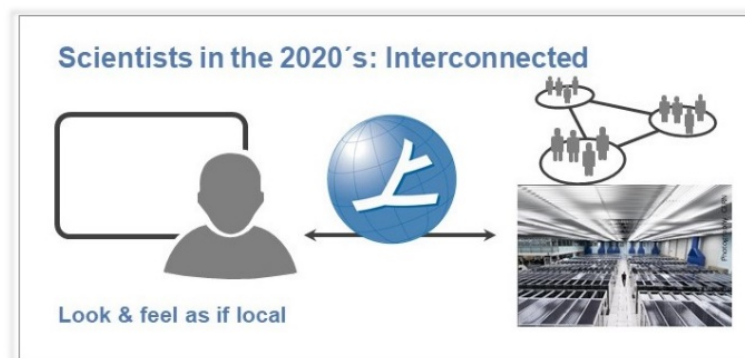 Scientists in the 2020´s: Interconnected
Look & feel as if local